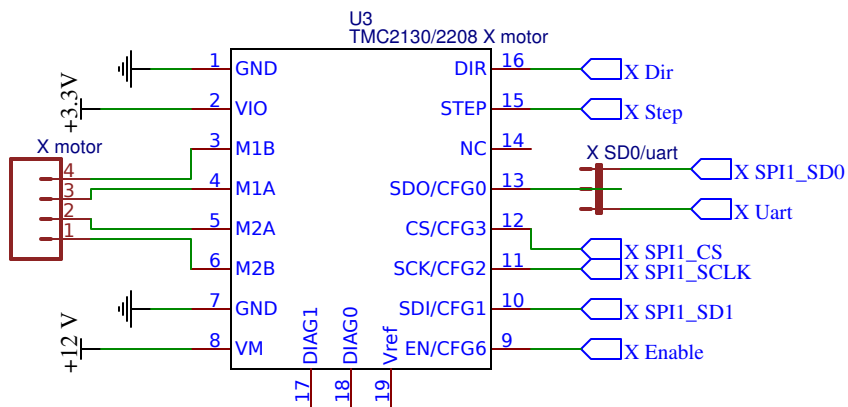 U3
TMC2130/2208 X motor
1 GND
DIR 16 X Dir
+3.3V 2 VIO
STEP 15 X Step
X motor
3 M1B
NC 14
X SD0/uart
4
3
2
1
4 M1A
SDO/CFG0 13
X SPI1_SD0
X Uart
5 M2A
CS/CFG3 12
X SPI1_CS
6 M2B
SCK/CFG2 11 X SPI1_SCLK
7 GND
SDI/CFG1 10 X SPI1_SD1
+12 V 8 VM
DIAG1
DIAG0
Vref
EN/CFG6 9 X Enable
17
18
19